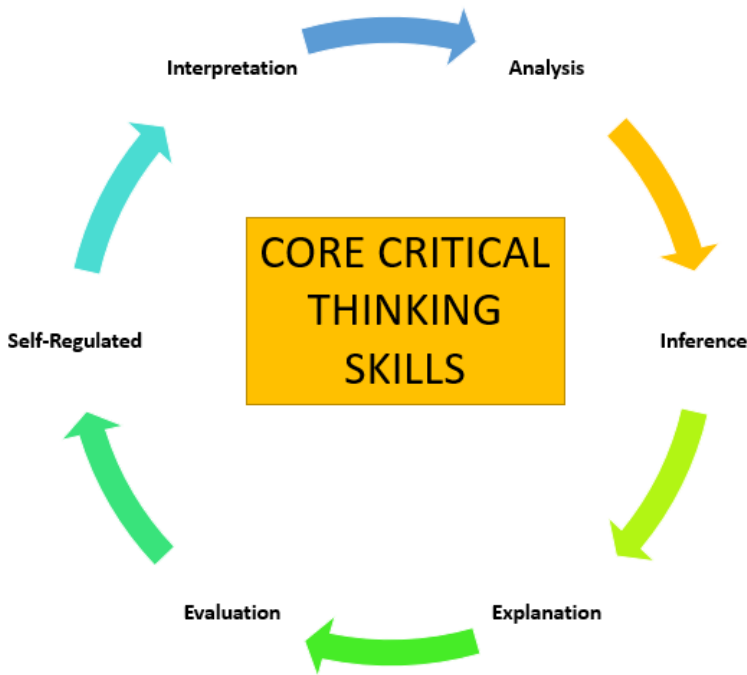 Interpretation
Analysis
CORE CRITICAL
THINKING
SKILLS
Self-Regulated
Inference
Evaluation
Explanation